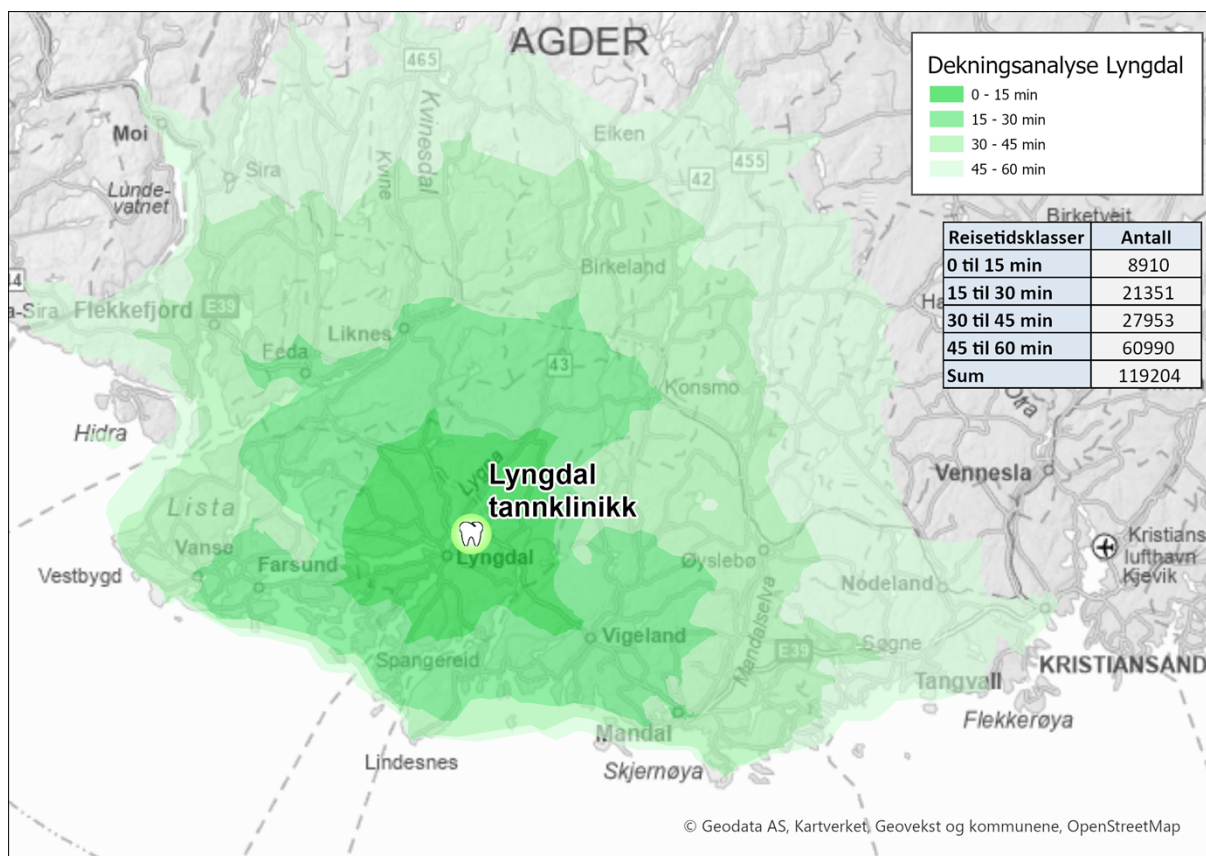 AGDER
465
Kvinesdal
Kvine
Moi
Sira
Eiken
455
42
Lunde-
vatnet
Dekningsanalyse Lyngdal
0 - 15 min
15 - 30 min
30 - 45 min
45 - 60 min
Birketveit
Reisetidsklasser Antall
0 til 15 min 8910
15 til 30 min 21351
30 til 45 min 27953
45 til 60 min 60990
Sum 119204
Birkeland
a-Sira
Flekkefjord
E39
Liknes
Feda
43
Konsmo
Otra
Hidra
Lygna
Lyngdal
tannklinikk
Vennesla
Lista
Vanse
Vestbygd
Farsund
Lyngdal
Øyslebø
Kristians
lufthavn
Kjevik
Nodeland
Mandalselva
Vigeland
Spangereid
E39
Søgne
KRISTIANSAND
Tangvall
Flekkerøya
Mandal
Lindesnes
Skjernøya
© Geodata AS, Kartverket, Geovekst og kommunene, OpenStreetMap